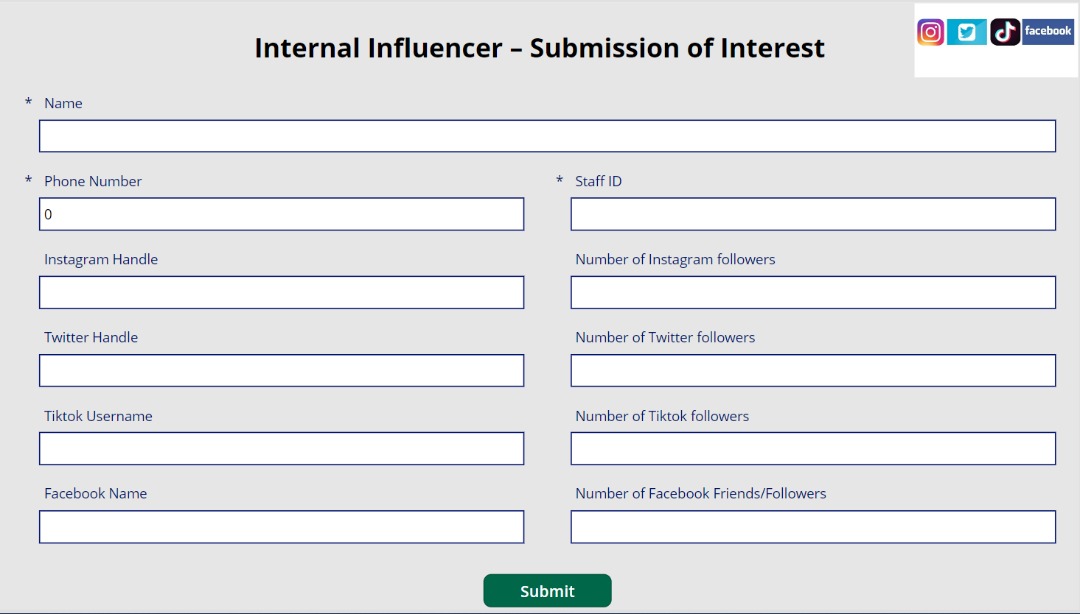 Internal Influencer – Submission of Interest
facebook
* Name
* Phone Number
* Staff ID
0
Instagram Handle
Number of Instagram followers
Twitter Handle
Number of Twitter followers
Tiktok Username
Number of Tiktok followers
Facebook Name
Number of Facebook Friends/Followers
Submit